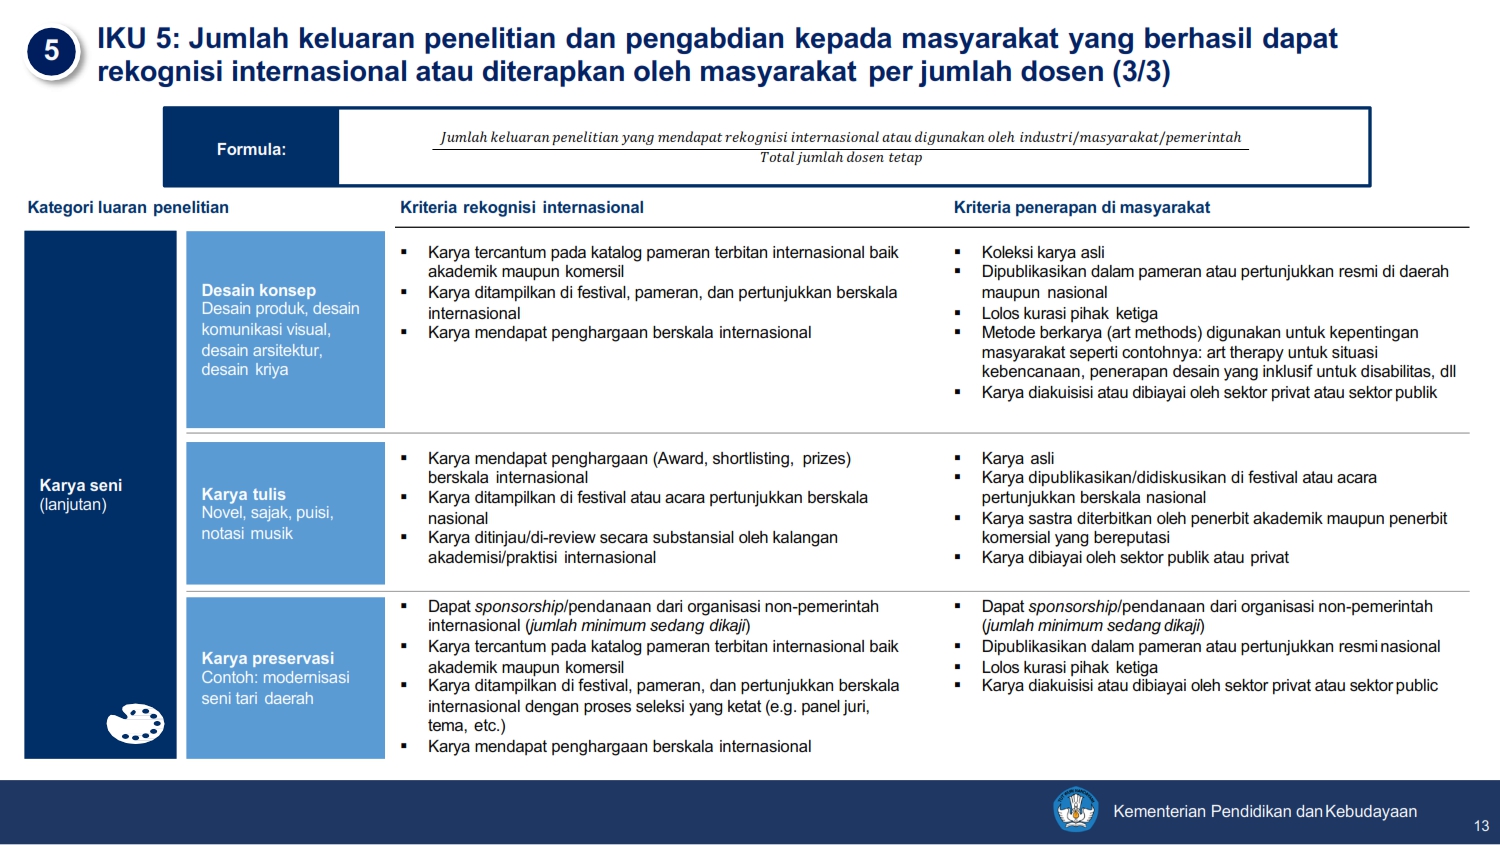 5
IKU 5: Jumlah keluaran penelitian dan pengabdian kepada masyarakat yang berhasil dapat
rekognisi internasional atau diterapkan oleh masyarakat per jumlah dosen (3/3)
Formula:
Jumlah keluaran penelitian yang mendapat rekognisi internasional atau digunakan oleh industri/masyarakat/pemerintah
Total jumlah dosen tetap
Kategori luaran penelitian
Kriteria rekognisi internasional
Kriteria penerapan di masyarakat
Karya seni
(lanjutan)
Desain konsep
Desain produk, desain
komunikasi visual,
desain arsitektur,
desain kriya
▪ Karya tercantum pada katalog pameran terbitan internasional baik
akademik maupun komersil
▪ Karya ditampilkan di festival, pameran, dan pertunjukkan berskala
internasional
▪ Karya mendapat penghargaan berskala internasional
▪ Koleksi karya asli
▪ Dipublikasikan dalam pameran atau pertunjukkan resmi di daerah
maupun nasional
▪ Lolos kurasi pihak ketiga
▪ Metode berkarya (art methods) digunakan untuk kepentingan
masyarakat seperti contohnya: art therapy untuk situasi
kebencanaan, penerapan desain yang inklusif untuk disabilitas, dll
▪ Karya diakuisisi atau dibiayai oleh sektor privat atau sektor publik
Karya tulis
Novel, sajak, puisi,
notasi musik
▪ Karya mendapat penghargaan (Award, shortlisting, prizes)
berskala internasional
▪ Karya ditampilkan di festival atau acara pertunjukkan berskala
nasional
▪ Karya ditinjau/di-review secara substansial oleh kalangan
akademisi/praktisi internasional
▪ Karya asli
▪ Karya dipublikasikan/didiskusikan di festival atau acara
pertunjukkan berskala nasional
▪ Karya sastra diterbitkan oleh penerbit akademik maupun penerbit
komersial yang bereputasi
▪ Karya dibiayai oleh sektor publik atau privat
Karya preservasi
Contoh: modernisasi
seni tari daerah
▪ Dapat sponsorship/pendanaan dari organisasi non-pemerintah
internasional (jumlah minimum sedang dikaji)
▪ Karya tercantum pada katalog pameran terbitan internasional baik
akademik maupun komersil
▪ Karya ditampilkan di festival, pameran, dan pertunjukkan berskala
internasional dengan proses seleksi yang ketat (e.g. panel juri,
tema, etc.)
▪ Karya mendapat penghargaan berskala internasional
▪ Dapat sponsorship/pendanaan dari organisasi non-pemerintah
(jumlah minimum sedang dikaji)
▪ Dipublikasikan dalam pameran atau pertunjukkan resmi nasional
▪ Lolos kurasi pihak ketiga
▪ Karya diakuisisi atau dibiayai oleh sektor privat atau sektor public
Kementerian Pendidikan dan Kebudayaan
13